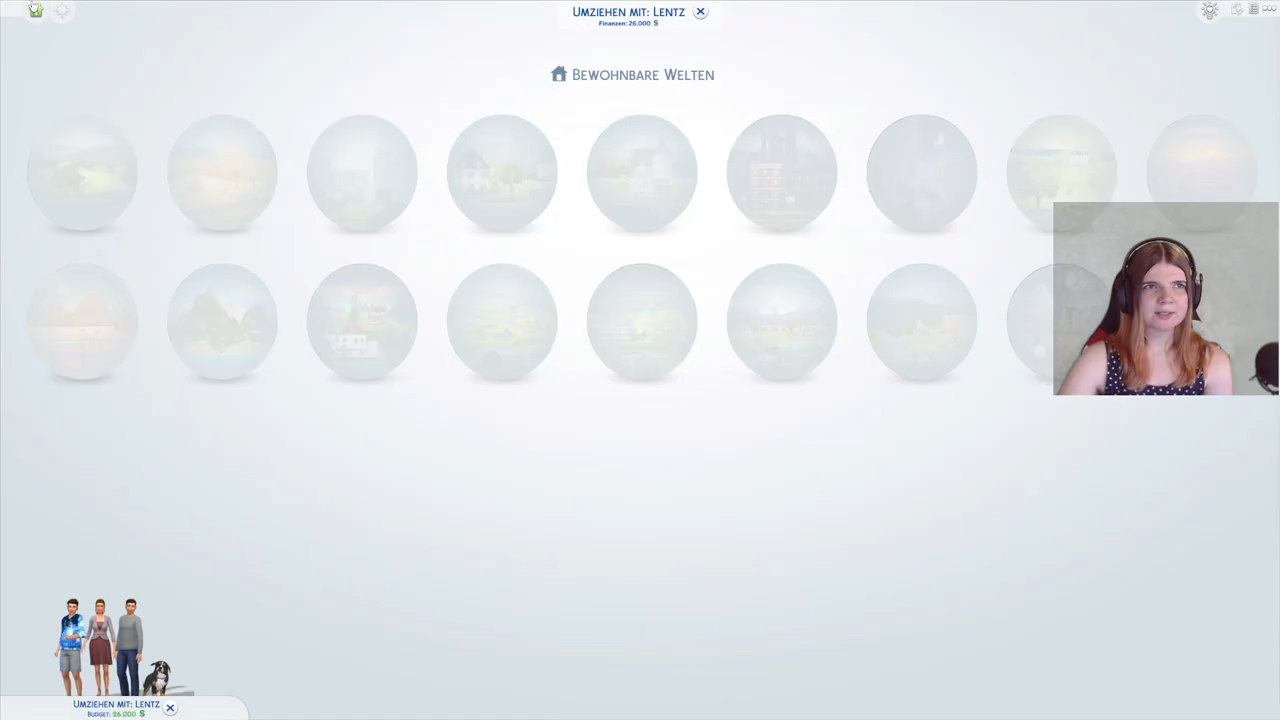 UMZIEHEN MIT: LENTZ
Finanzen: 26.000 $
BEWOHNBARE WELTEN
UMZIEHEN MIT: LENTZ
BUDGET: 26.000 $